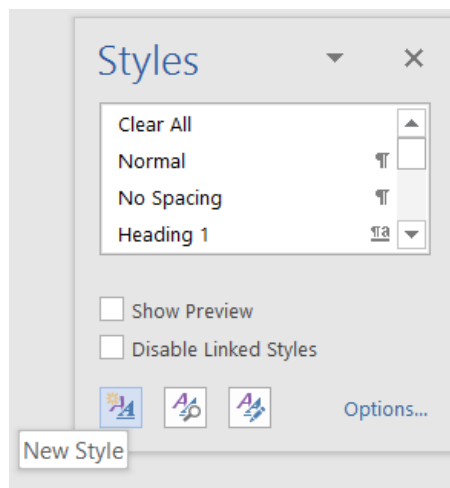 Styles
Clear All
Normal ¶
No Spacing ¶
Heading 1 ¶a
Show Preview
Disable Linked Styles
Options...
New Style